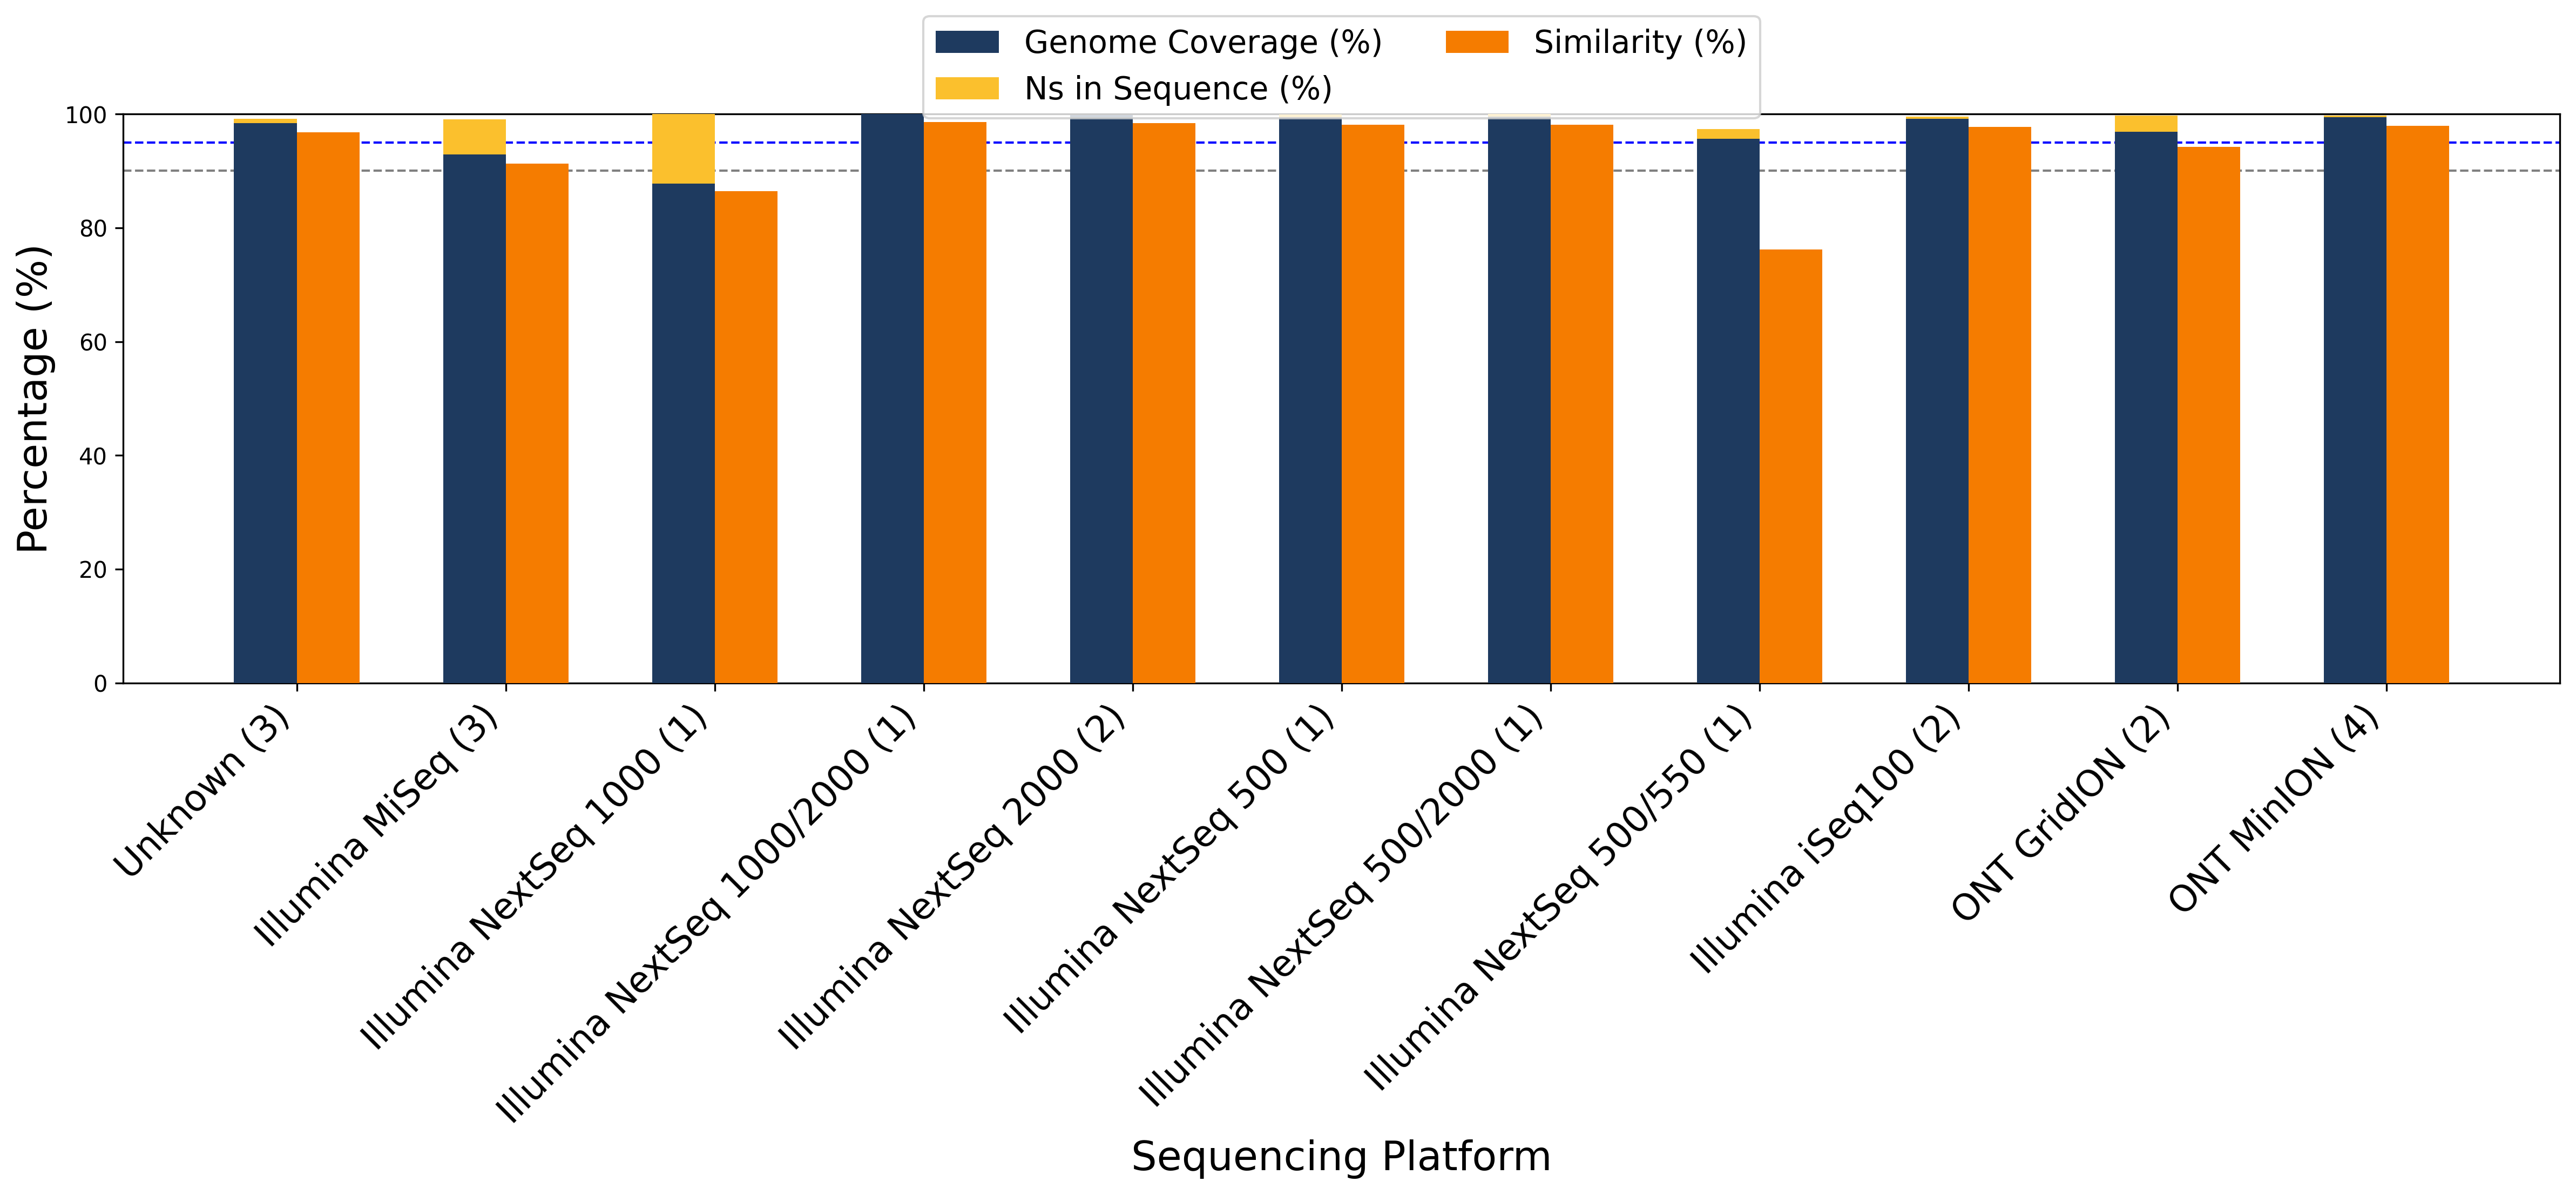 Genome Coverage (%)
Ns in Sequence (%)
Similarity (%)
Percentage (%)
100
80
60
40
20
0
Unknown (3)
Illumina MiSeq (3)
Illumina NextSeq 1000 (1)
Illumina NextSeq 1000/2000 (1)
Illumina NextSeq 2000 (2)
Illumina NextSeq 500 (1)
Illumina NextSeq 500/2000 (1)
Illumina NextSeq 500/550 (1)
Illumina iSeq100 (2)
ONT GridION (2)
ONT MinION (4)
Sequencing Platform